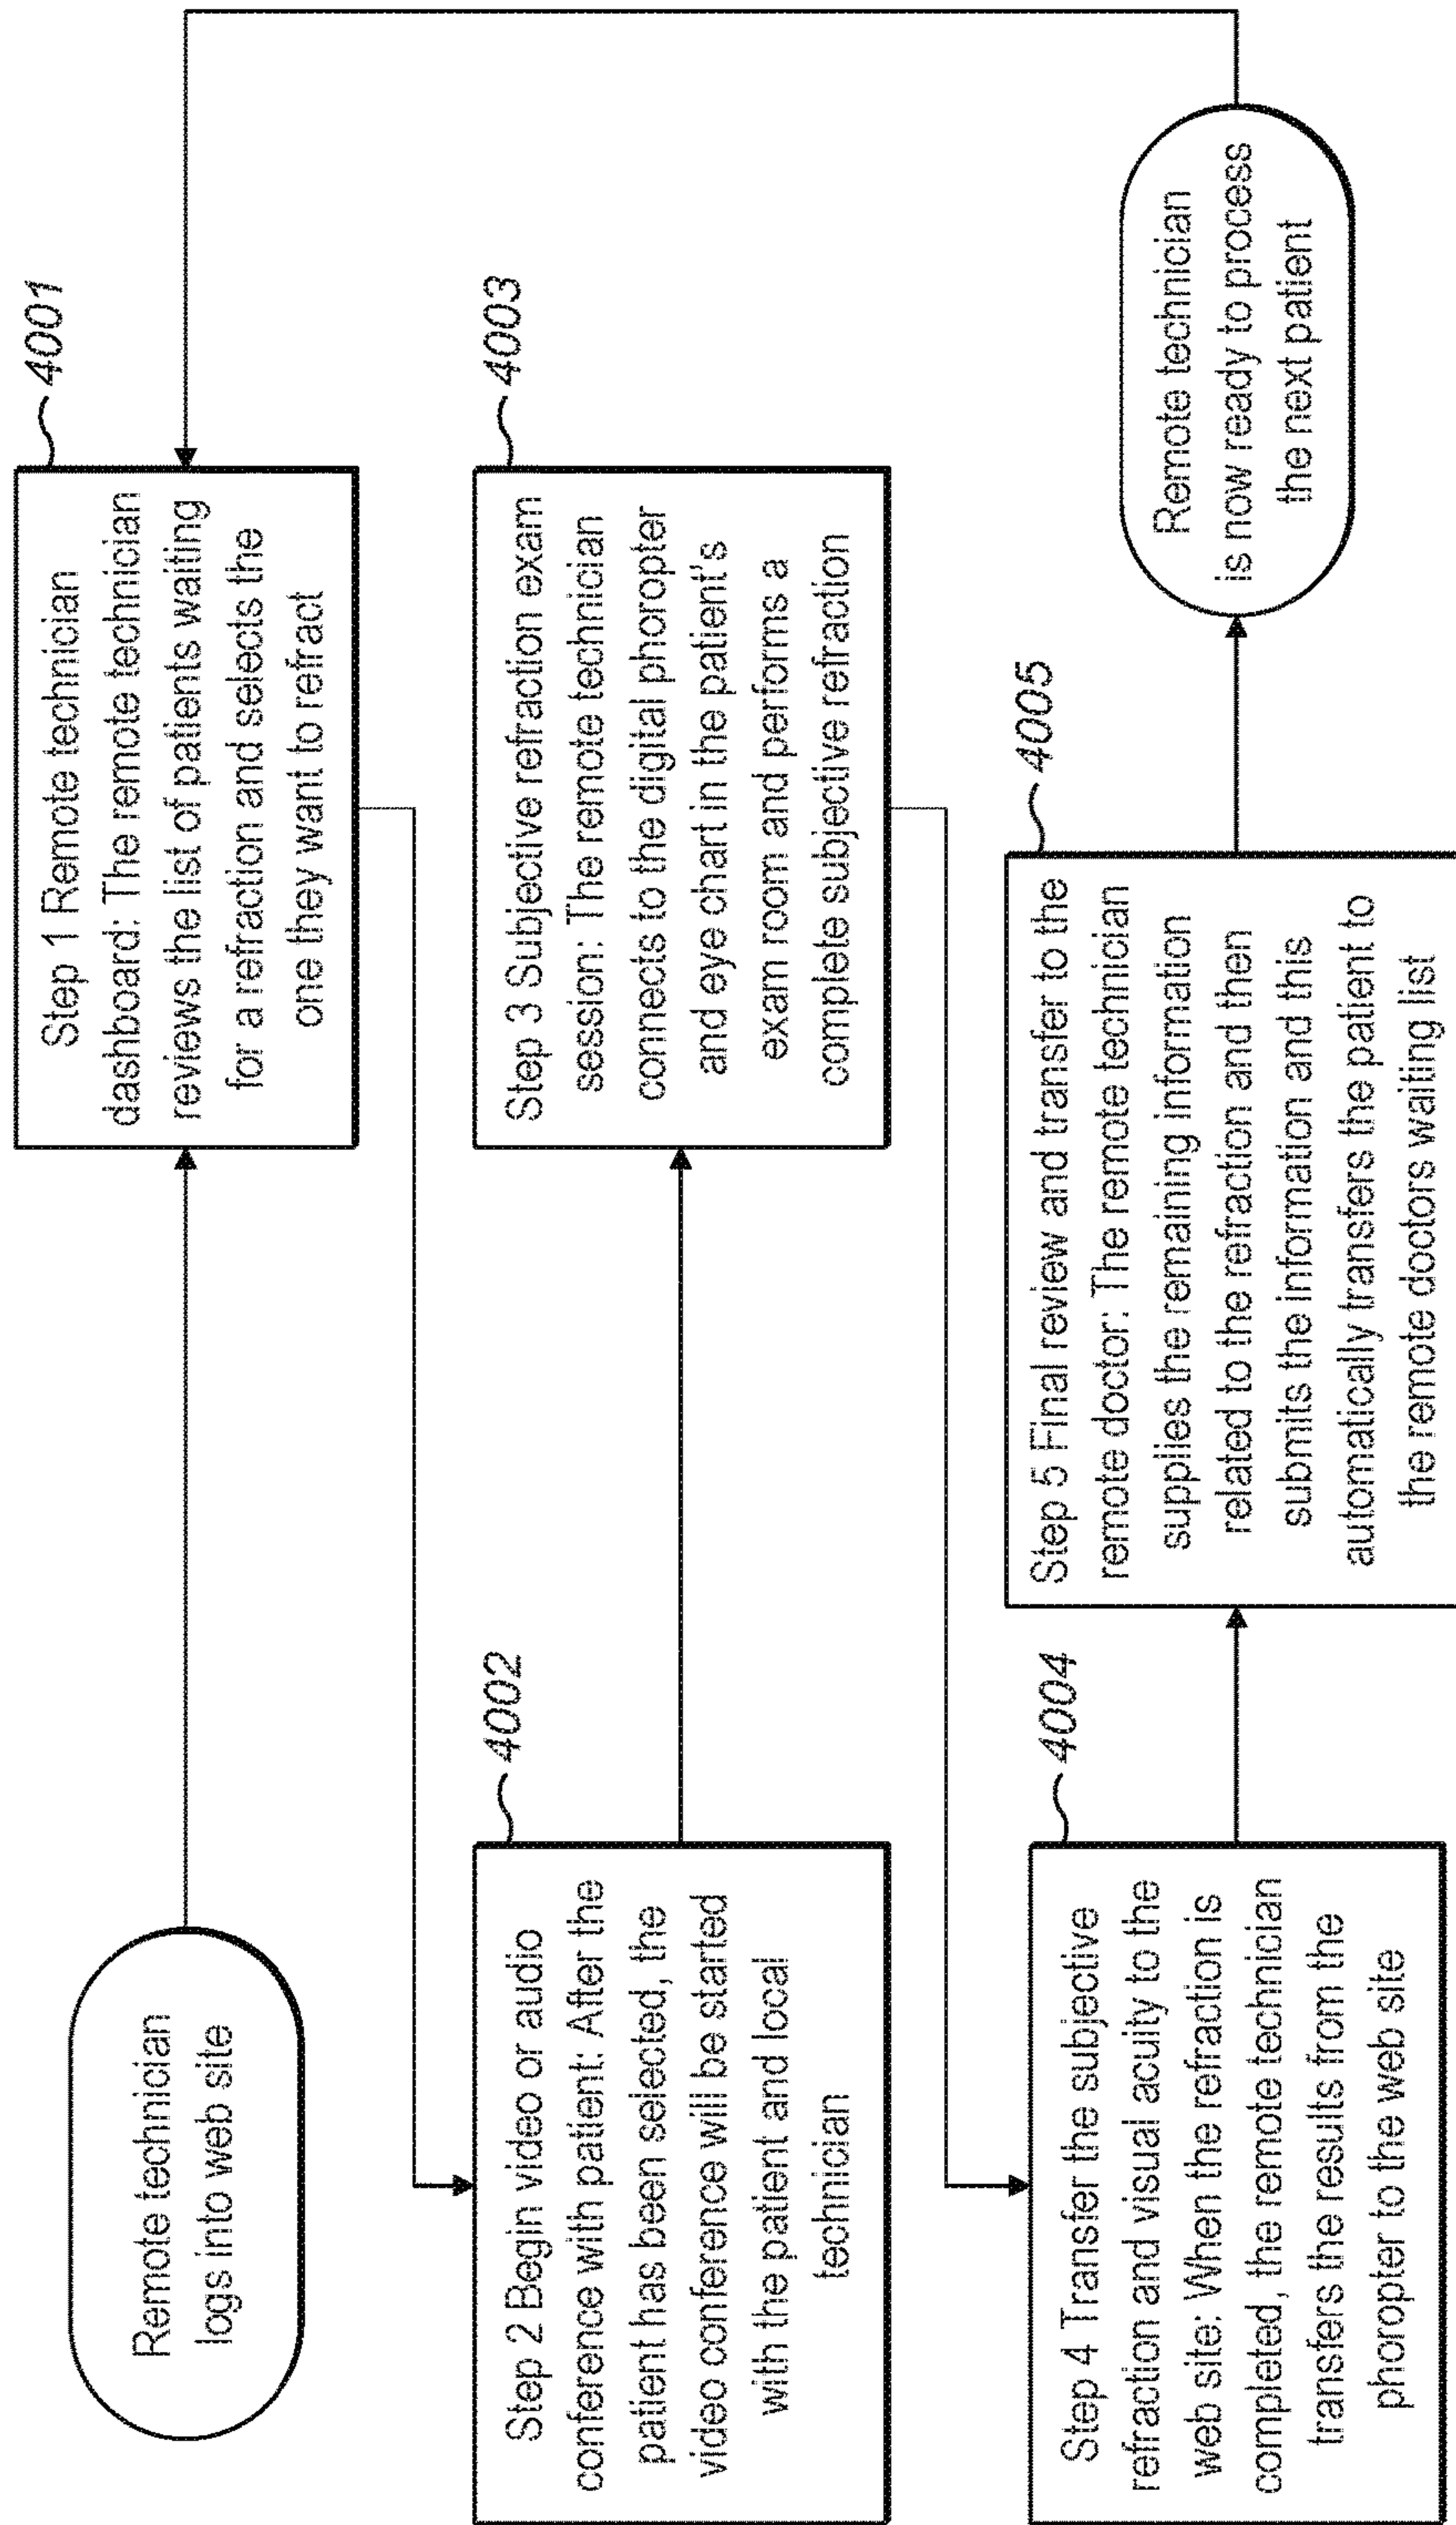 Remote technician
logs into web site
4001
Step 1 Remote technician
dashboard: The remote technician
reviews the list of patients waiting
for a refraction and selects the
one they want to refract
4002
Step 2 Begin video or audio
conference with patient: After the
patient has been selected, the
video conference will be started
with the patient and local
technician
4003
Step 3 Subjective refraction exam
session: The remote technician
connects to the digital phoropter
and eye chart in the patient's
exam room and performs a
complete subjective refraction
4004
Step 4 Transfer the subjective
refraction and visual acuity to the
web site: When the refraction is
completed, the remote technician
transfers the results from the
phoropter to the web site
4005
Step 5 Final review and transfer to the
remote doctor: The remote technician
supplies the remaining information
related to the refraction and then
submits the information and this
automatically transfers the patient to
the remote doctors waiting list
Remote technician
is now ready to process
the next patient